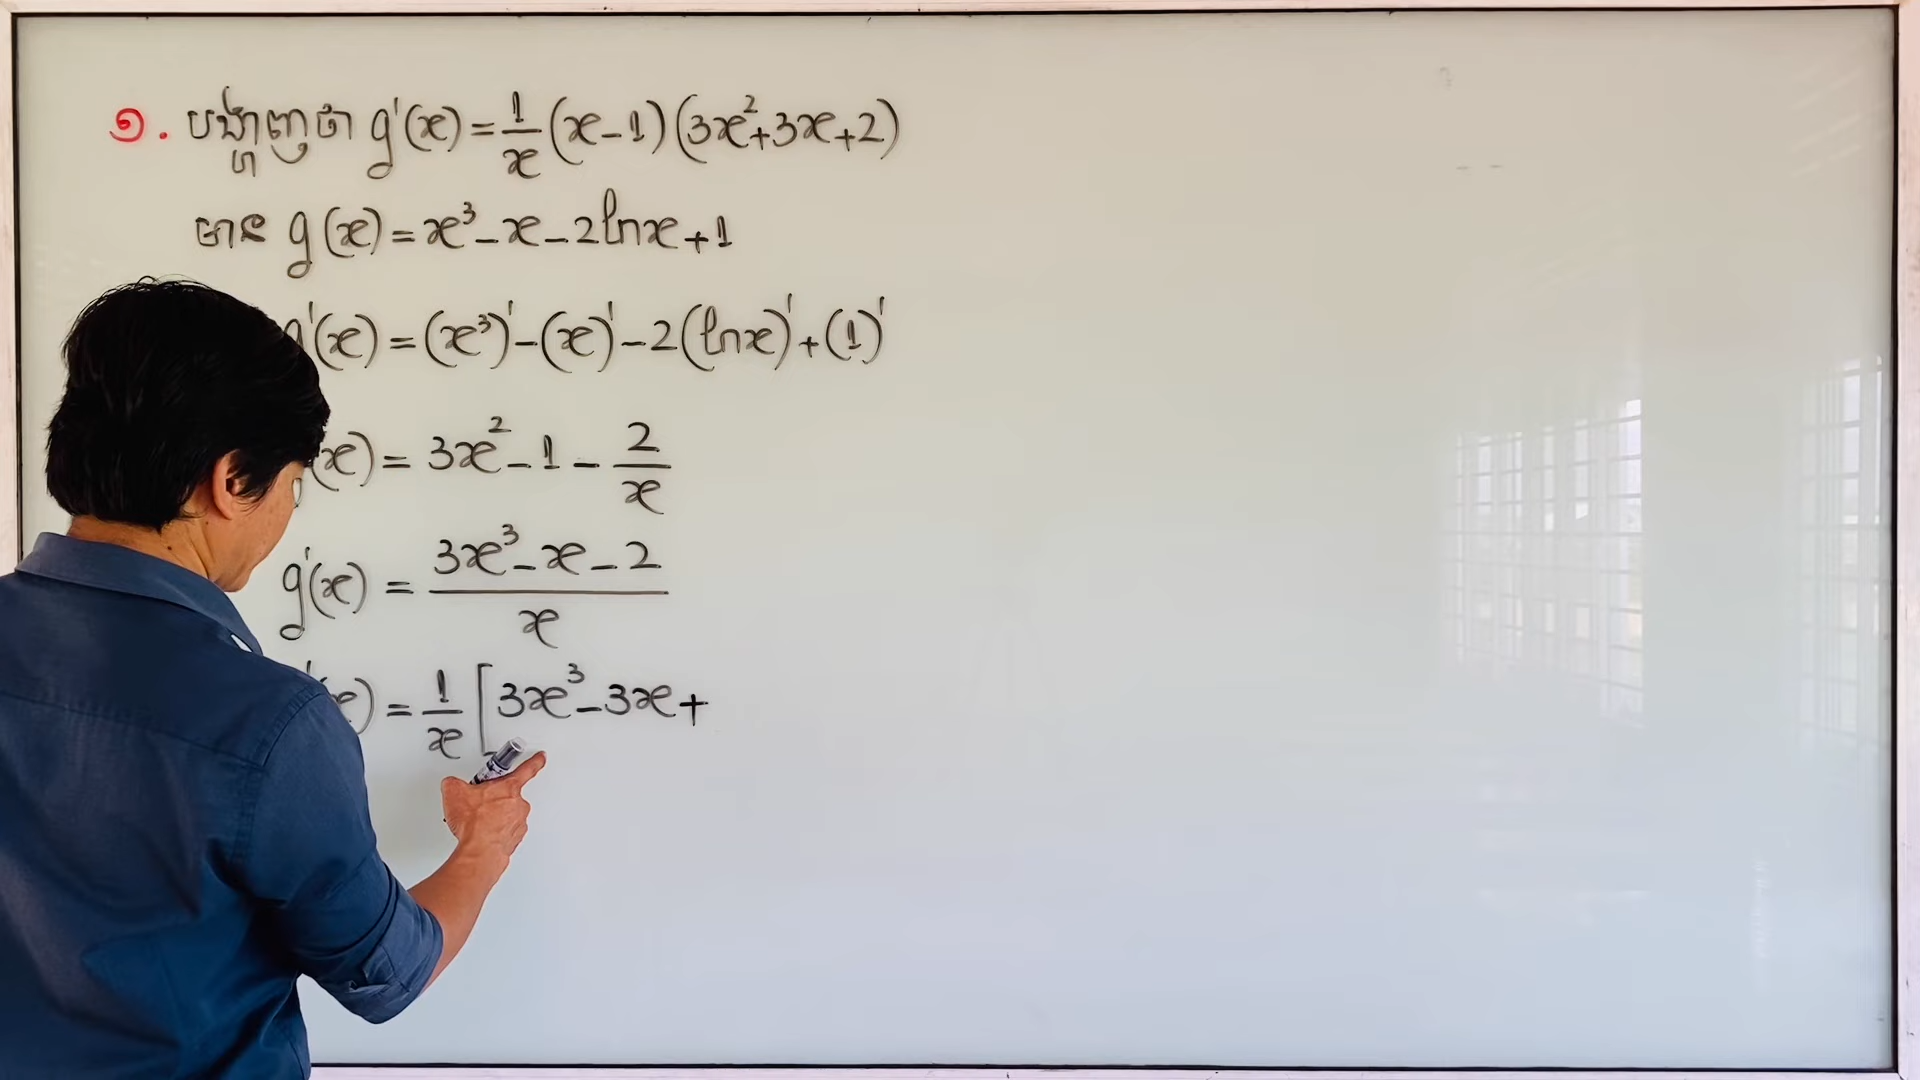 ១. បង្ហាញថា g'(x) = 1/x (x-1)(3x²+3x+2)
មាន g(x) = x³-x-2lnx+1
g'(x) = (x³)'-(x)'-2(lnx)'+(1)'
(x) = 3x²-1-2/x
g'(x) = (3x³-x-2)/x
'(x) = 1/x [3x³-3x+